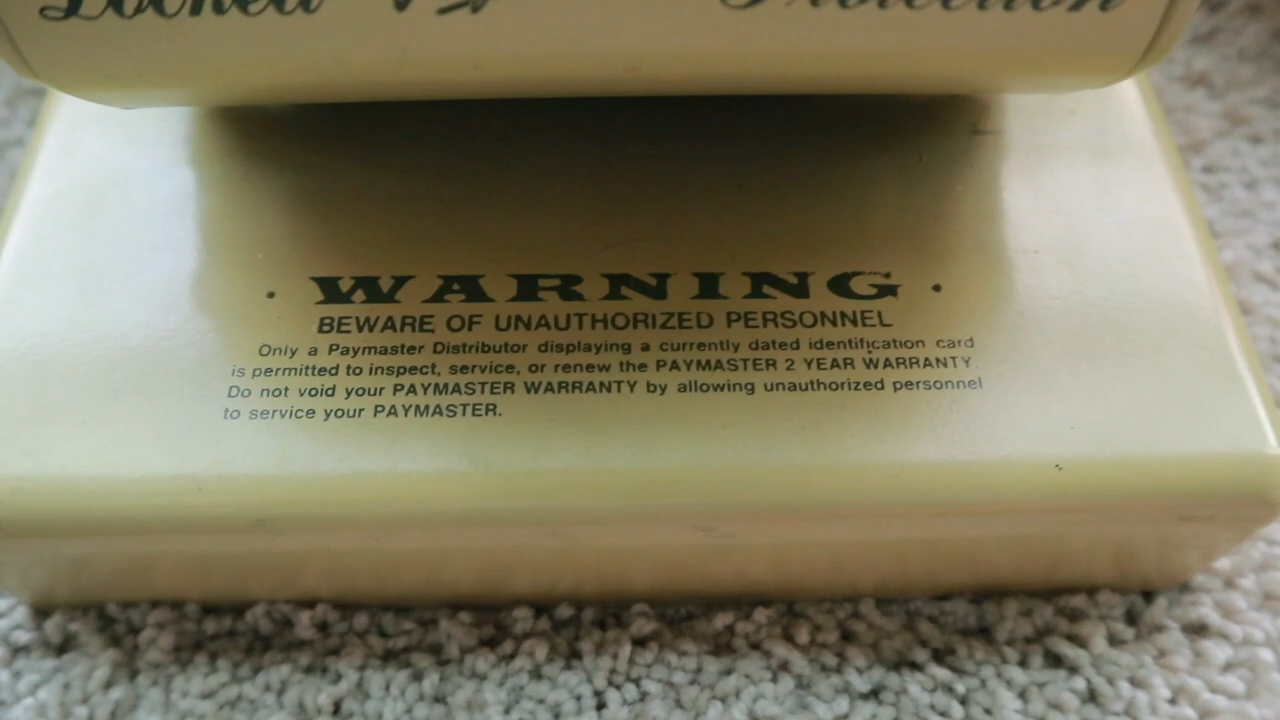 Locked Protection
• WARNING •
BEWARE OF UNAUTHORIZED PERSONNEL
Only a Paymaster Distributor displaying a currently dated identification card
is permitted to inspect, service, or renew the PAYMASTER 2 YEAR WARRANTY.
Do not void your PAYMASTER WARRANTY by allowing unauthorized personnel
to service your PAYMASTER.